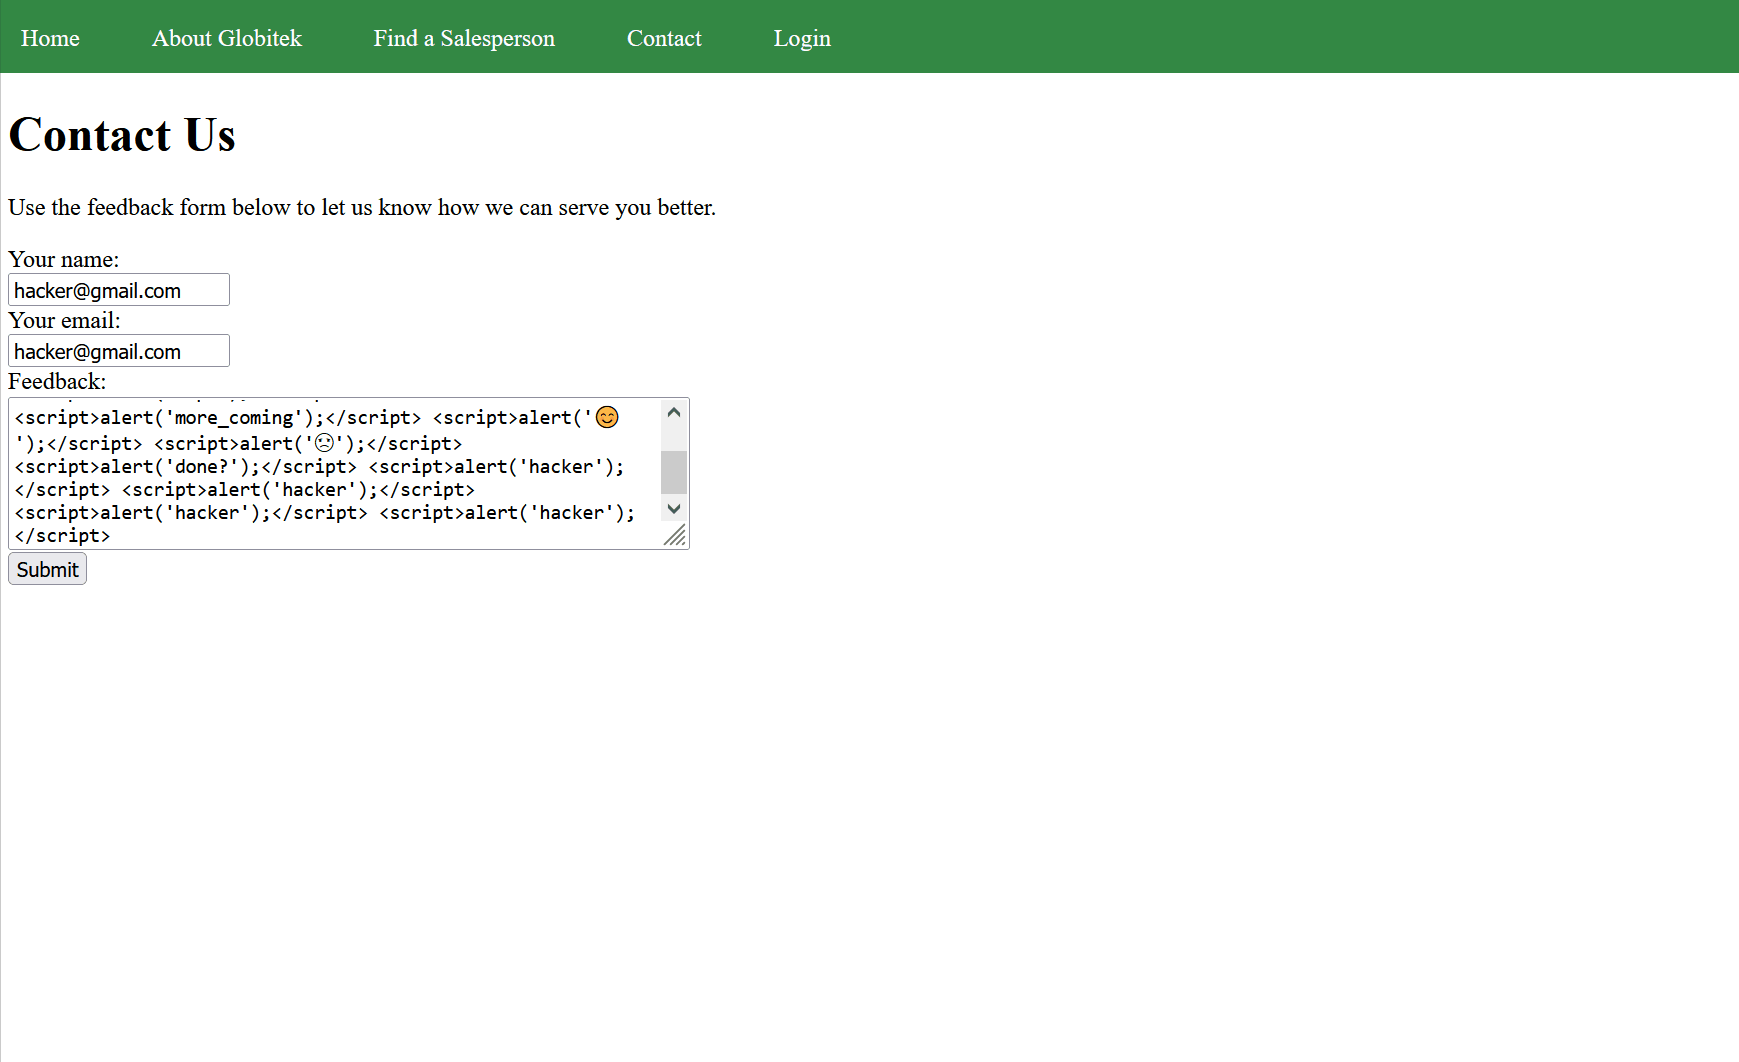 Home About Globitek Find a Salesperson Contact Login
Contact Us
Use the feedback form below to let us know how we can serve you better.
Your name:
hacker@gmail.com
Your email:
hacker@gmail.com
Feedback:
<script>alert('more_coming');</script> <script>alert('😊
');</script> <script>alert('😟');</script>
<script>alert('done?');</script> <script>alert('hacker');
</script> <script>alert('hacker');</script>
<script>alert('hacker');</script> <script>alert('hacker');
</script>
Submit